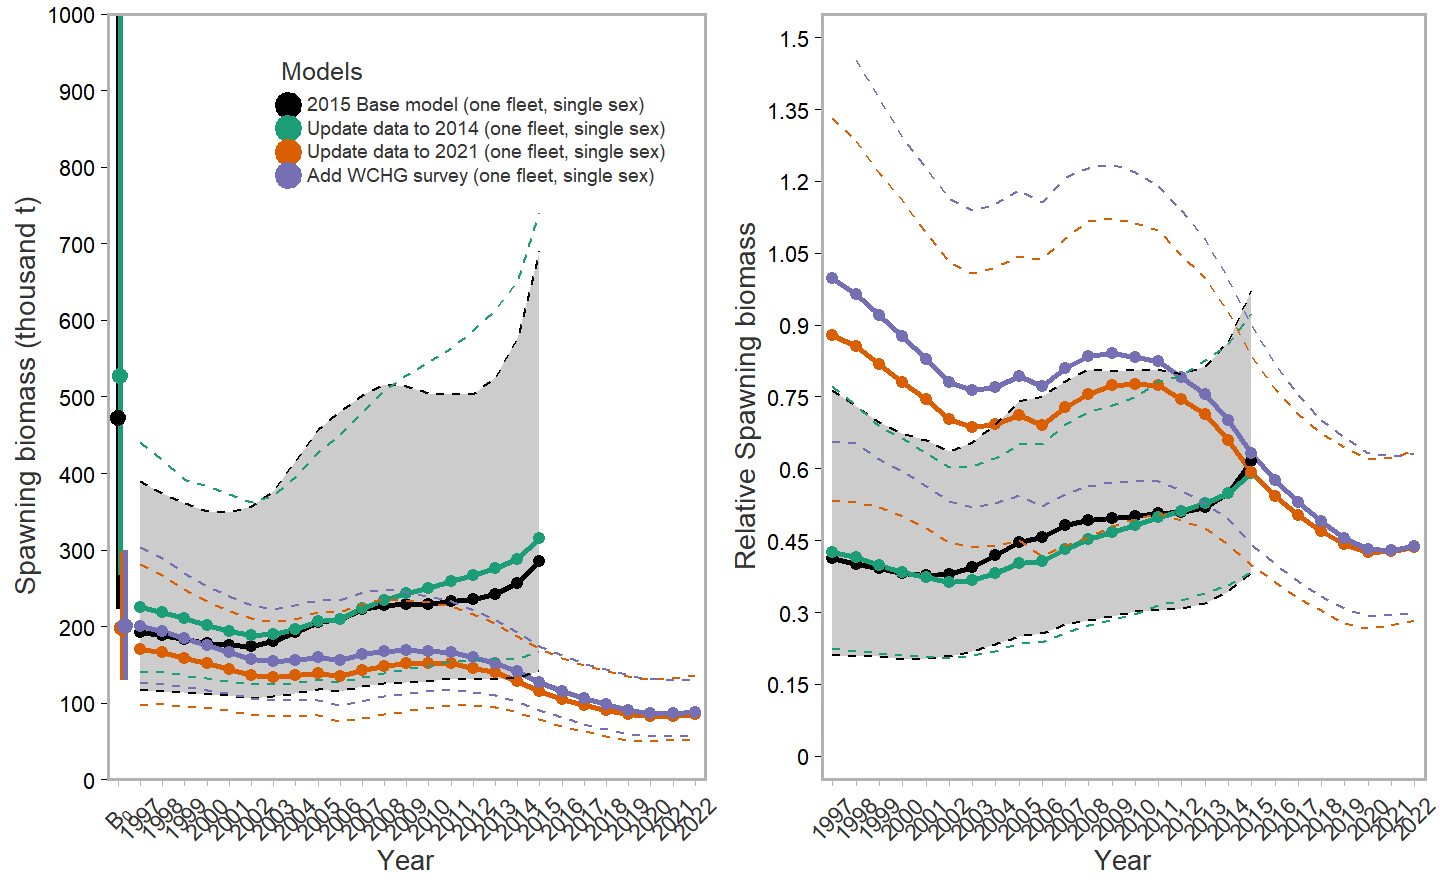 Spawning biomass (thousand t)
1000
900
800
700
600
500
400
300
200
100
0
Models
2015 Base model (one fleet, single sex)
Update data to 2014 (one fleet, single sex)
Update data to 2021 (one fleet, single sex)
Add WCHG survey (one fleet, single sex)
B₀ 1997 1998 1999 2000 2001 2002 2003 2004 2005 2006 2007 2008 2009 2010 2011 2012 2013 2014 2015 2016 2017 2018 2019 2020 2021 2022
Year
Relative Spawning biomass
1.5
1.35
1.2
1.05
0.9
0.75
0.6
0.45
0.3
0.15
0
1997 1998 1999 2000 2001 2002 2003 2004 2005 2006 2007 2008 2009 2010 2011 2012 2013 2014 2015 2016 2017 2018 2019 2020 2021 2022
Year